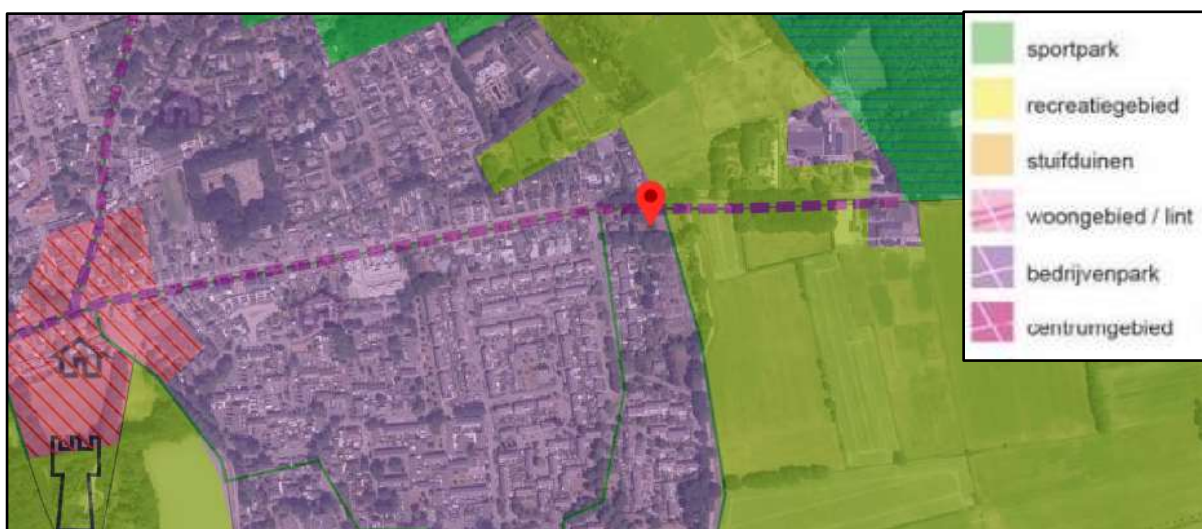 sportpark
recreatiegebied
stuifduinen
woongebied / lint
bedrijvenpark
centrumgebied